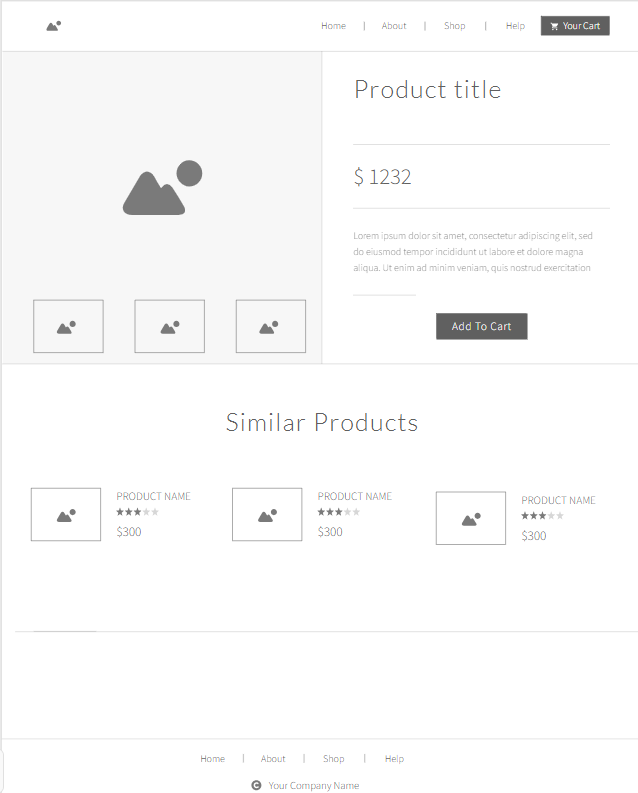 Home | About | Shop | Help Your Cart
Product title
$ 1232
Lorem ipsum dolor sit amet, consectetur adipiscing elit, sed
do eiusmod tempor incididunt ut labore et dolore magna
aliqua. Ut enim ad minim veniam, quis nostrud exercitation
Add To Cart
Similar Products
PRODUCT NAME
$300
PRODUCT NAME
$300
PRODUCT NAME
$300
Home | About | Shop | Help
© Your Company Name